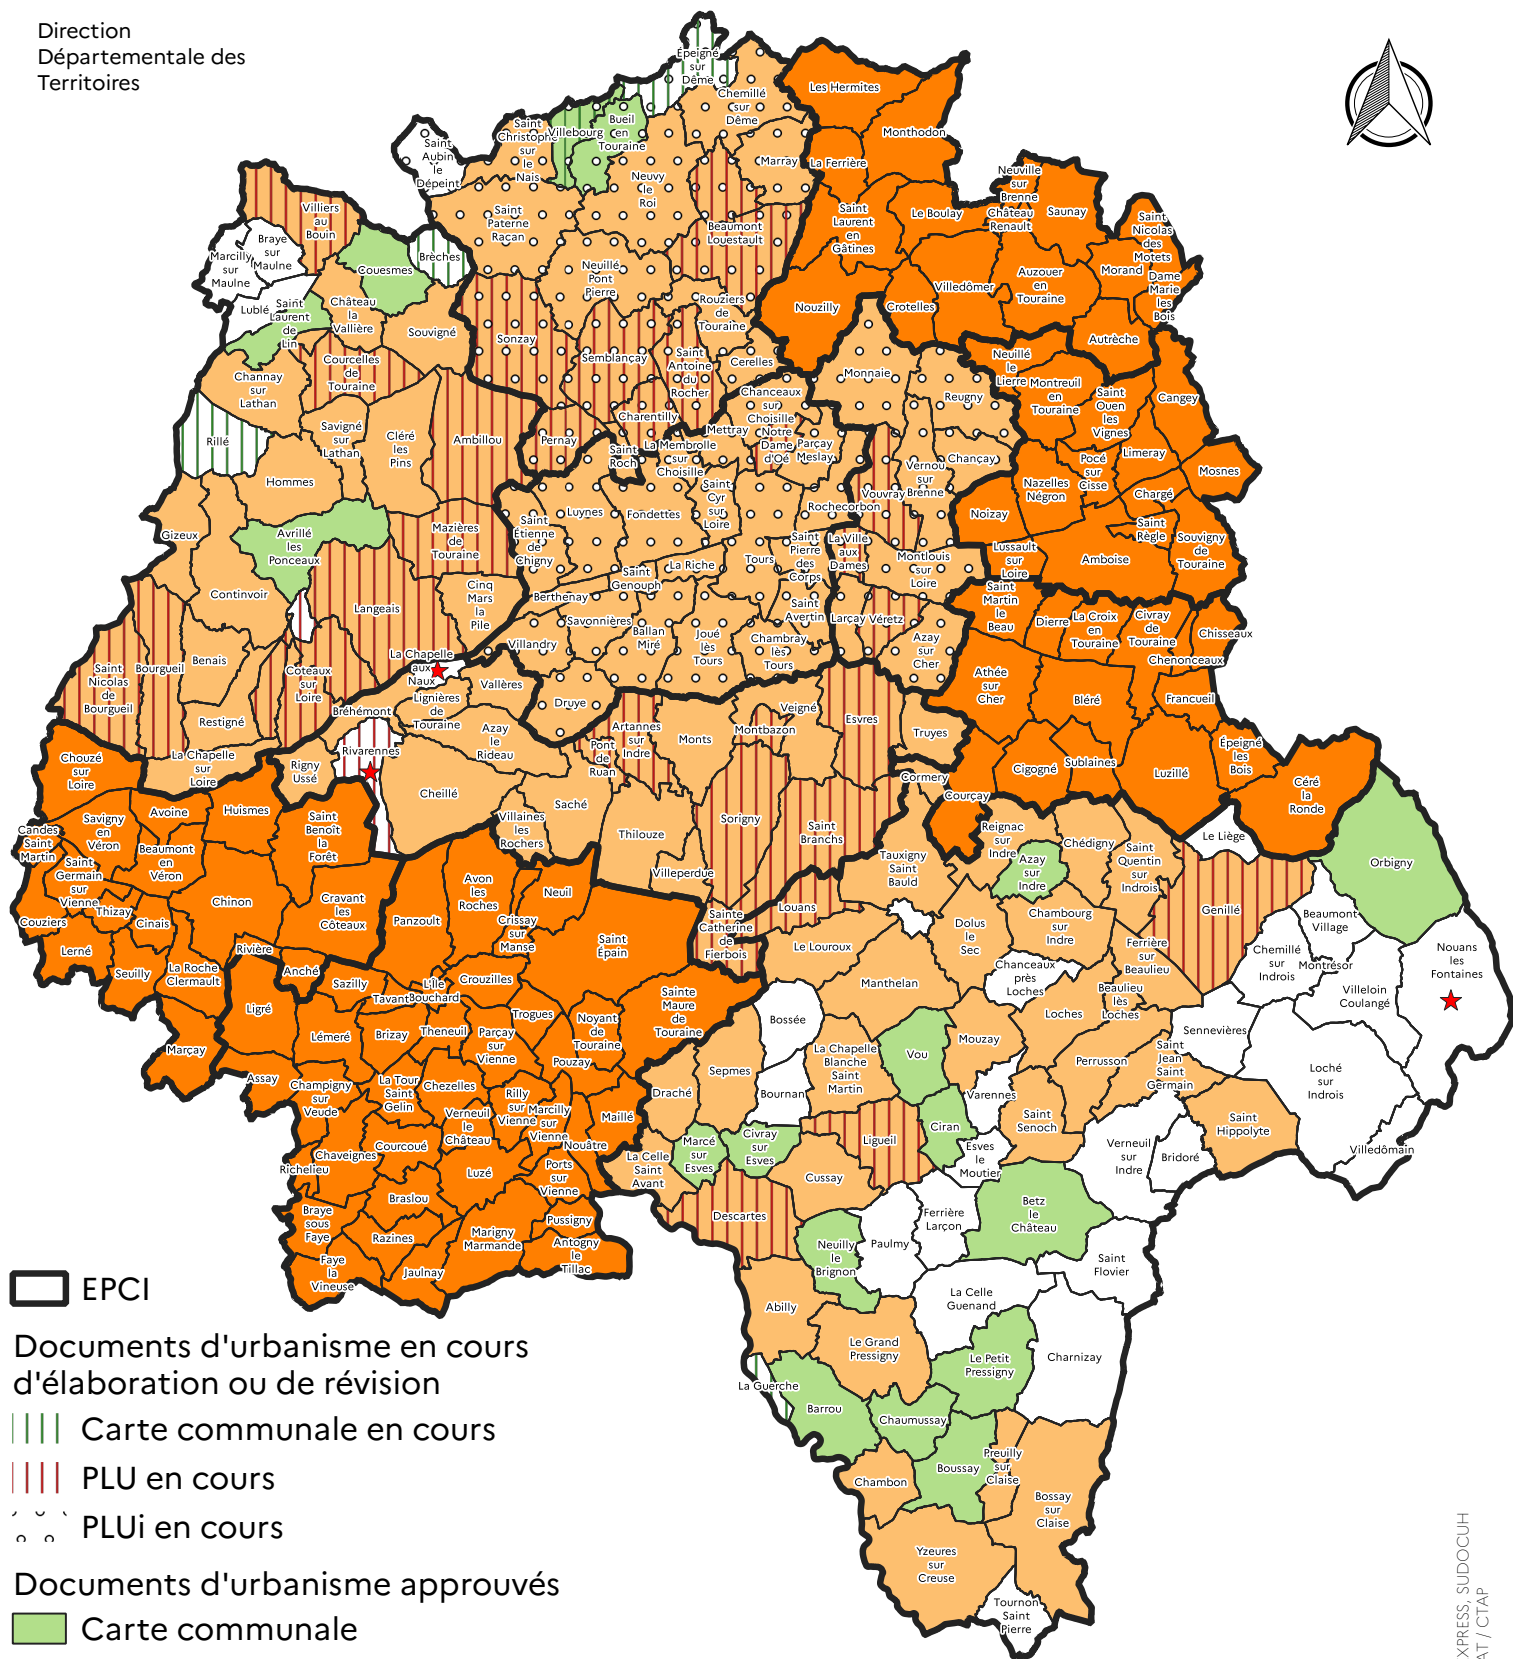 Direction
Départementale des
Territoires
Épeigné
sur
Dême
Chemillé
sur
Dême
Les Hermites
Monthodon
Saint
Christophe
sur
le
Nais
Villebourg
Bueil
en
Touraine
Saint
Aubin
le
Dépeint
Marray
La Ferrière
Neuvy
le
Roi
Neuville
sur
Brenne
Villiers
au
Bouin
Saint
Paterne
Racan
Beaumont
Louestault
Saint
Laurent
en
Gâtines
Le Boulay
Château
Renault
Saunay
Saint
Nicolas
des
Motets
Braye
sur
Maulne
Marcilly
sur
Maulne
Couesmes
Brèches
Neuillé
Pont
Pierre
Villedômer
Auzouer
en
Touraine
Morand
Dame
Marie
les
Bois
Lublé
Saint
Laurent
de
Lin
Château
la
Vallière
Souvigné
Sonzay
Rouziers
de
Touraine
Nouzilly
Crotelles
Autrèche
Channay
sur
Lathan
Courcelles
de
Touraine
Semblançay
Saint
Antoine
du
Rocher
Cerelles
Monnaie
Neuillé
le
Lierre
Montreuil
en
Touraine
Saint
Ouen
les
Vignes
Cangey
Reugny
Rillé
Savigné
sur
Lathan
Cléré
les
Pins
Ambillou
Pernay
Charentilly
Saint
Roch
La Membrolle
sur
Choisille
Mettray
Chanceaux
sur
Choisille
Notre
Dame
d'Oé
Parçay
Meslay
Vernou
sur
Brenne
Chançay
Limeray
Pocé
sur
Cisse
Mosnes
Hommes
Saint
Cyr
sur
Loire
Vouvray
Nazelles
Négron
Chargé
Gizeux
Avrillé
les
Ponceaux
Mazières
de
Touraine
Saint
Étienne
de
Chigny
Luynes
Fondettes
Rochecorbon
Noizay
Saint
Règle
Souvigny
de
Touraine
Saint
Pierre
des
Corps
La Ville
aux
Dames
Montlouis
sur
Loire
Lussault
sur
Loire
Amboise
Continvoir
Langeais
Cinq
Mars
la
Pile
Berthenay
Saint
Genouph
La Riche
Tours
Saint
Avertin
Larçay
Véretz
Azay
sur
Cher
Saint
Martin
le
Beau
Dierre
La Croix
en
Touraine
Civray
de
Touraine
Chisseaux
Chenonceaux
Savonnières
Ballan
Miré
Joué
lès
Tours
Chambray
lès
Tours
Villandry
Saint
Nicolas
de
Bourgueil
Bourgueil
Benais
Restigné
Coteaux
sur
Loire
La Chapelle
aux
Naux
Lignières
de
Touraine
Vallères
Druye
Athée
sur
Cher
Bléré
Francueil
Bréhémont
Azay
le
Rideau
Artannes
sur
Indre
Monts
Montbazon
Veigné
Esvres
Truyes
Chouzé
sur
Loire
La Chapelle
sur
Loire
Rigny
Ussé
Rivarennes
Pont
de
Ruan
Cormery
Cigogné
Sublaines
Luzillé
Épeigné
les
Bois
Céré
la
Ronde
Cheillé
Saché
Courçay
Savigny
en
Véron
Avoine
Huismes
Saint
Benoît
la
Forêt
Villaines
les
Rochers
Thilouze
Sorigny
Saint
Branchs
Reignac
sur
Indre
Chédigny
Saint
Quentin
sur
Indrois
Le Liège
Candes
Saint
Martin
Beaumont
en
Véron
Saint
Germain
sur
Vienne
Villeperdue
Tauxigny
Saint
Bauld
Azay
sur
Indre
Orbigny
Couziers
Thizay
Cinais
Chinon
Cravant
les
Côteaux
Panzoult
Avon
les
Roches
Crissay
sur
Manse
Neuil
Saint
Épain
Sainte
Catherine
de
Fierbois
Louans
Dolus
le
Sec
Chambourg
sur
Indre
Genillé
Beaumont
Village
Lerné
Seuilly
La Roche
Clermault
Rivière
Anché
Sazilly
Tavant
L'Île
Bouchard
Crouzilles
Le Louroux
Manthelan
Chanceaux
près
Loches
Ferrière
sur
Beaulieu
Chemillé
sur
Indrois
Montrésor
Nouans
les
Fontaines
Ligré
Trogues
Noyant
de
Touraine
Sainte
Maure
de
Touraine
Bossée
Loches
Beaulieu
lès
Loches
Villeloin
Coulangé
Marçay
Lémeré
Brizay
Theneuil
Parçay
sur
Vienne
Pouzay
Sepmes
La Chapelle
Blanche
Saint
Martin
Vou
Mouzay
Perrusson
Saint
Jean
Saint
Germain
Sennevières
Loché
sur
Indrois
Assay
Champigny
sur
Veude
La Tour
Saint
Gelin
Chezelles
Verneuil
le
Château
Rilly
sur
Vienne
Marcilly
sur
Vienne
Maillé
Draché
Bournan
Varennes
Saint
Senoch
Saint
Hippolyte
Nouâtre
Marcé
sur
Esves
Civray
sur
Esves
Ligueil
Ciran
Esves
le
Moutier
Verneuil
sur
Indre
Bridoré
Villedômain
Richelieu
Chaveignes
Courcoué
Luzé
Ports
sur
Vienne
La Celle
Saint
Avant
Cussay
Descartes
Braslou
Braye
sous
Faye
Razines
Marigny
Marmande
Pussigny
Antogny
le
Tillac
Neuilly
le
Brignon
Paulmy
Ferrière
Larçon
Betz
le
Château
Saint
Flovier
Faye
la
Vineuse
Jaulnay
Abilly
La Celle
Guenand
Le Grand
Pressigny
Le Petit
Pressigny
Charnizay
La Guerche
Barrou
Chaumussay
Chambon
Boussay
Preuilly
sur
Claise
Bossay
sur
Claise
Yzeures
sur
Creuse
Tournon
Saint
Pierre
EPCI
Documents d'urbanisme en cours
d'élaboration ou de révision
Carte communale en cours
PLU en cours
PLUi en cours
Documents d'urbanisme approuvés
Carte communale
XPRESS, SUDOCUH
AT / CTAP